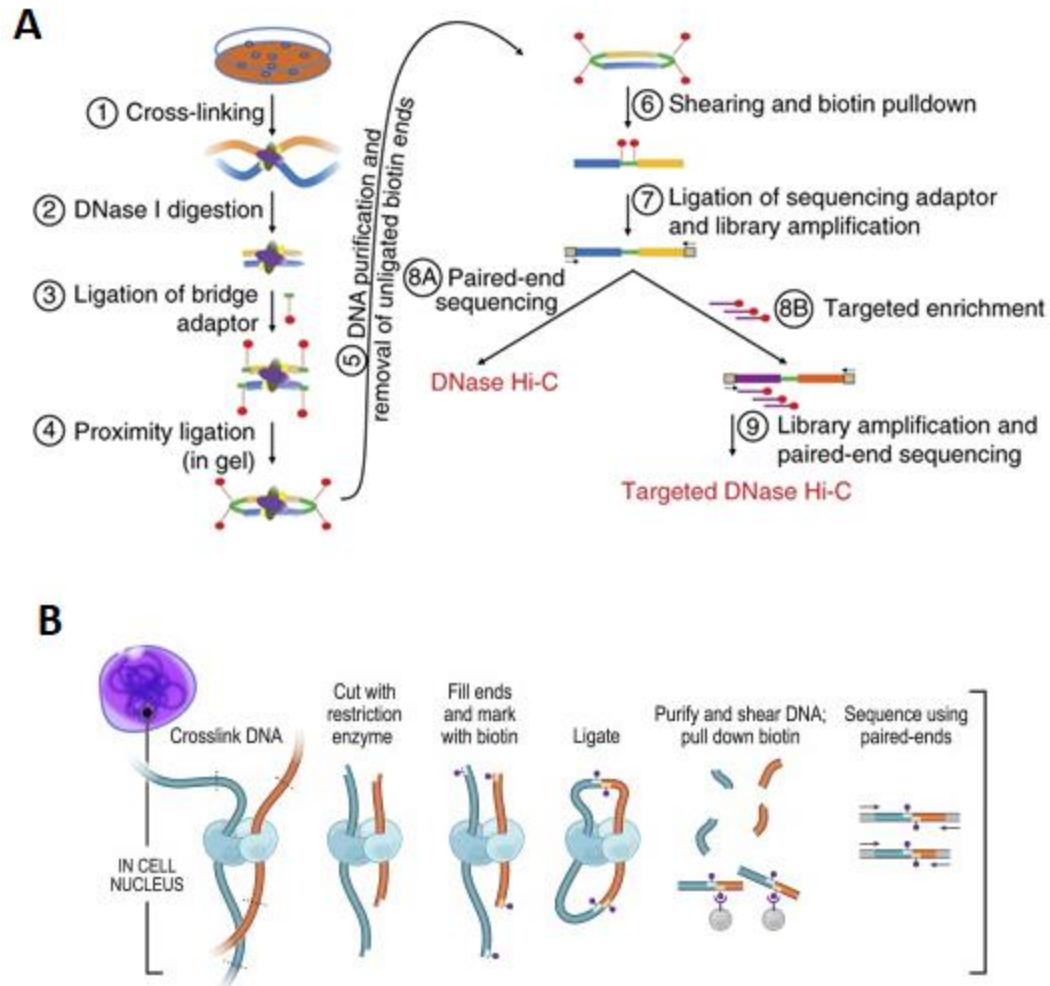 A
① Cross-linking
② DNase I digestion
③ Ligation of bridge
adaptor
④ Proximity ligation
(in gel)
⑤ DNA purification and
removal of unligated biotin ends
⑥ Shearing and biotin pulldown
⑦ Ligation of sequencing adaptor
and library amplification
8A Paired-end
sequencing
8B Targeted enrichment
DNase Hi-C
⑨ Library amplification and
paired-end sequencing
Targeted DNase Hi-C
B
Crosslink DNA
Cut with
restriction
enzyme
Fill ends
and mark
with biotin
Ligate
Purify and shear DNA;
pull down biotin
Sequence using
paired-ends
IN CELL
NUCLEUS